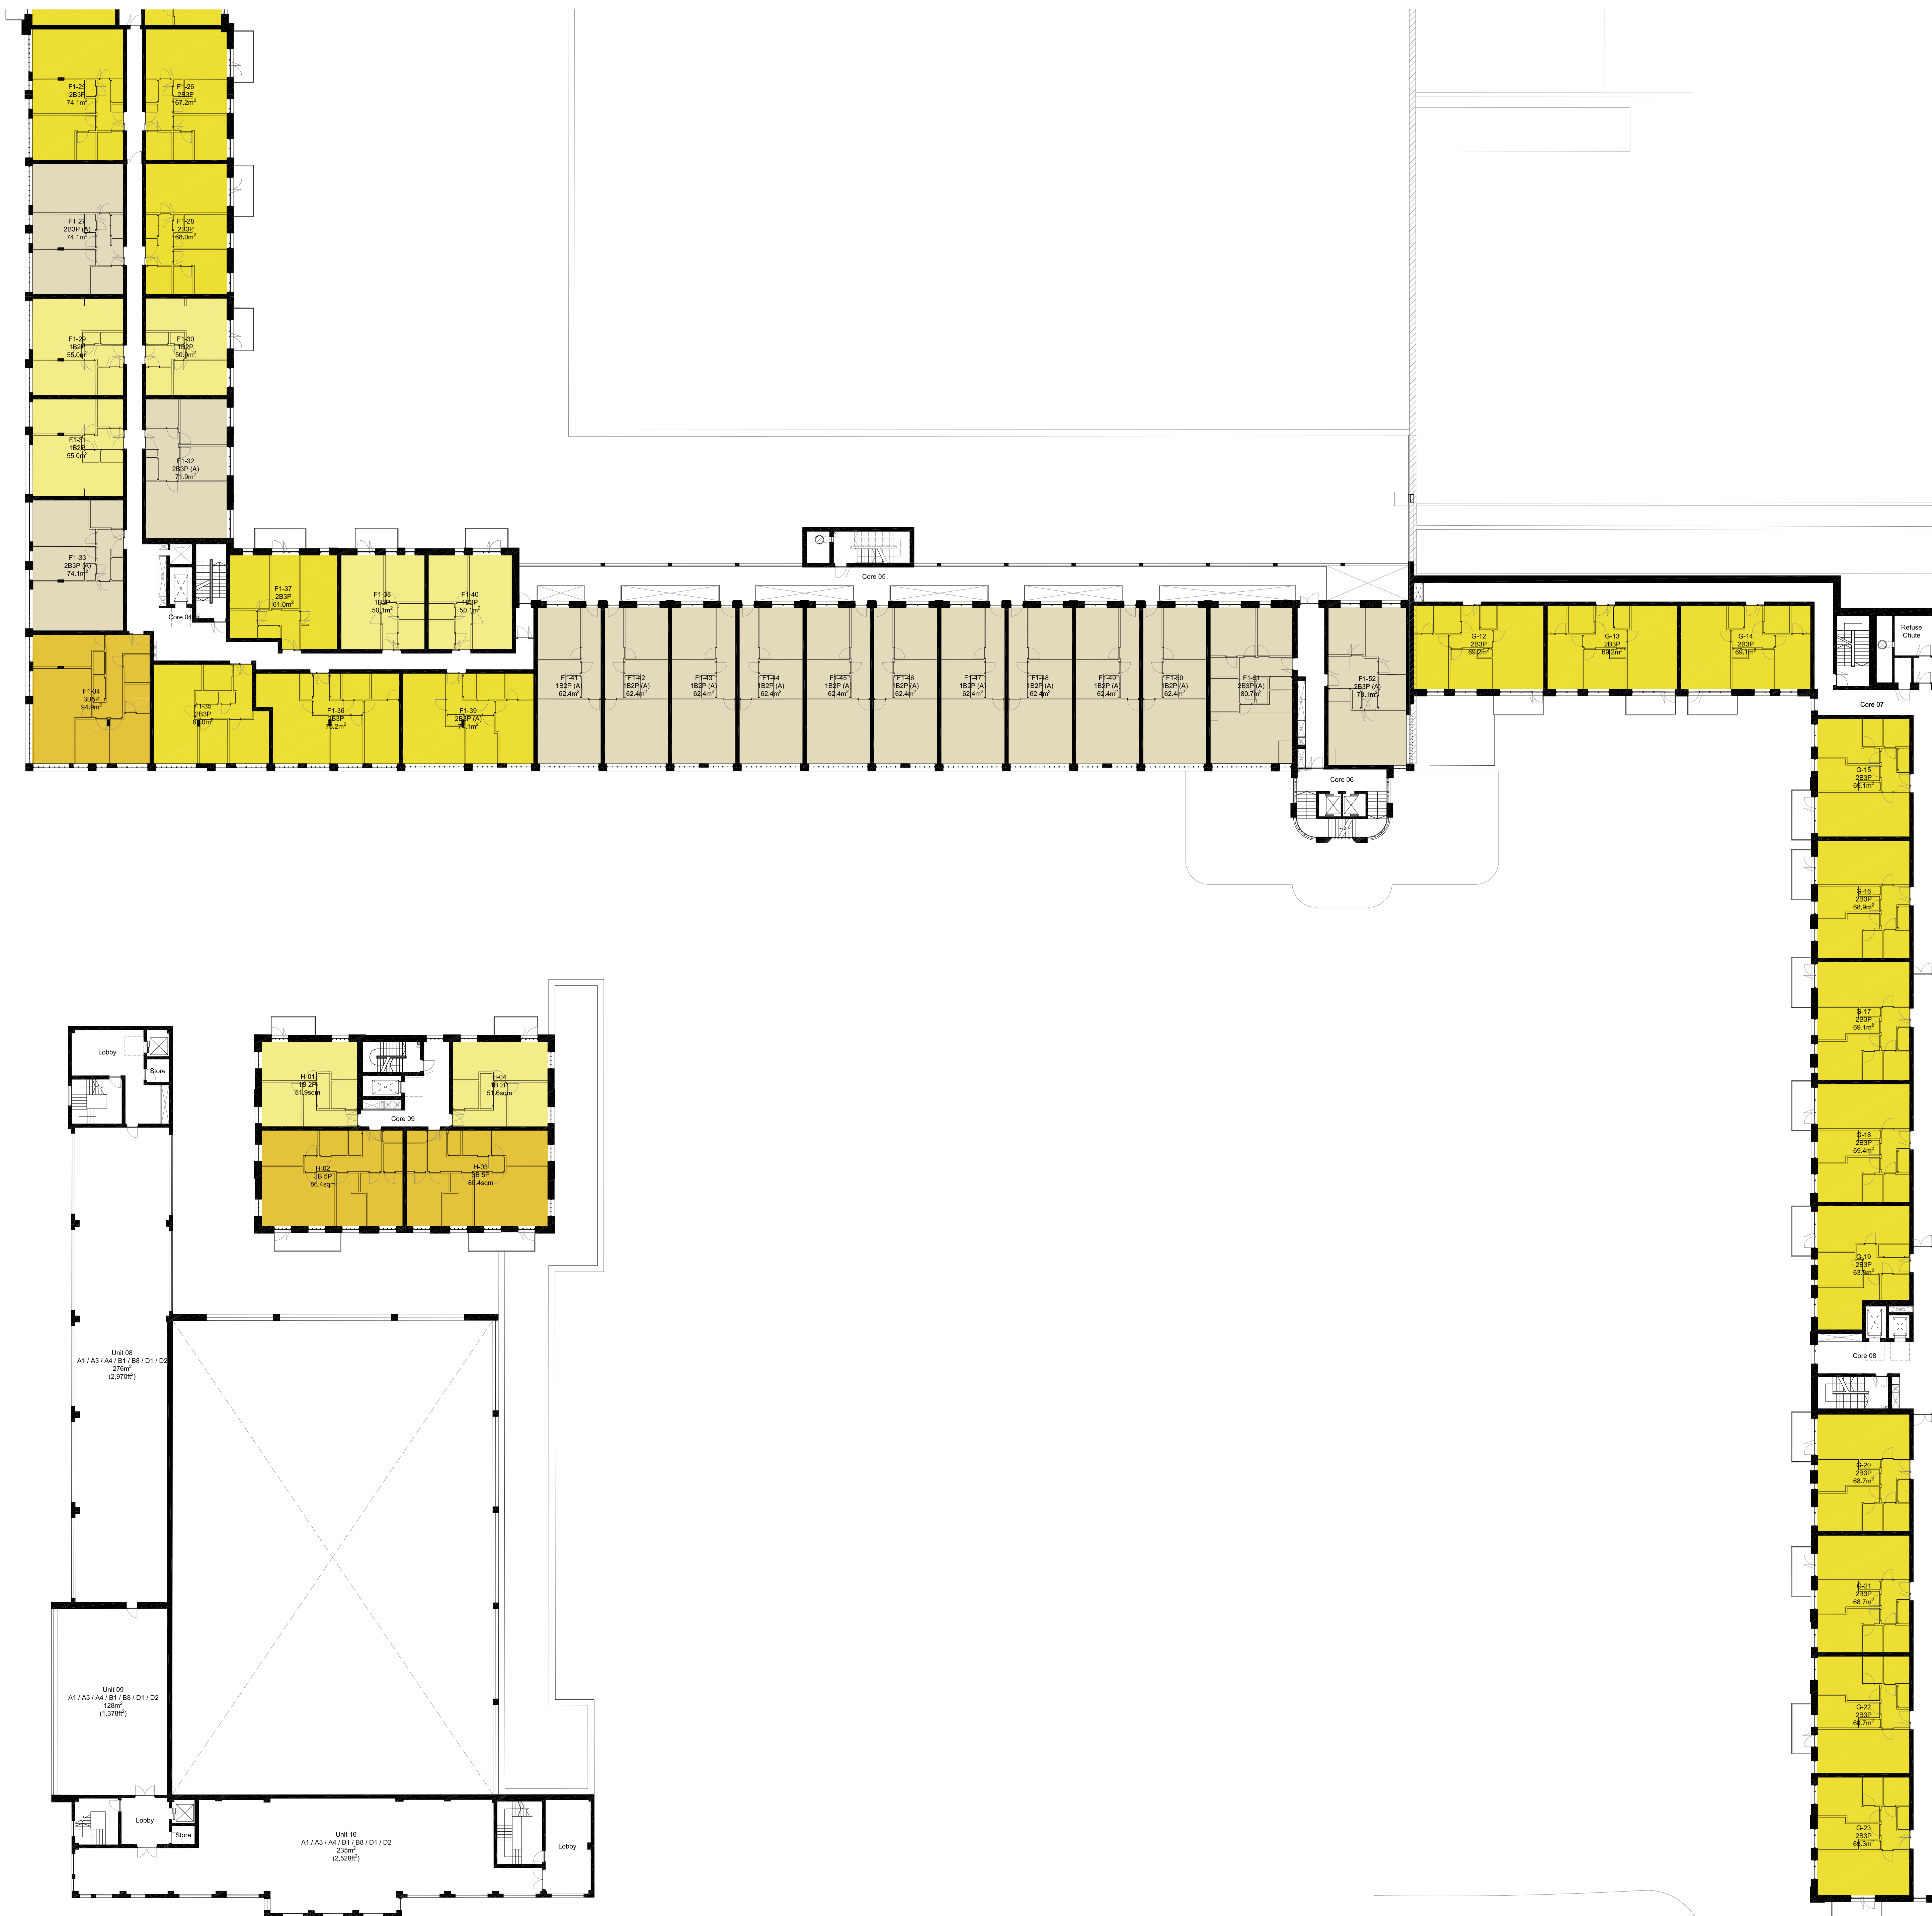 F1-25
2B3P
74.1m²
F1-26
2B3P
67.2m²
F1-27
2B3P (A)
74.1m²
F1-28
2B3P
68.0m²
F1-29
1B2P
55.0m²
F1-30
1B2P
50.9m²
F1-31
1B2P
55.0m²
F1-32
2B3P (A)
71.9m²
F1-33
2B3P (A)
74.1m²
Core 04
F1-34
3B5P
94.9m²
F1-35
2B3P
F1-36
2B3P
F1-37
2B3P
61.0m²
F1-38
1B2P
50.1m²
F1-39
2B3P (A)
F1-40
1B2P
50.1m²
Core 05
F1-41
1B2P (A)
62.4m²
F1-42
1B2P (A)
62.4m²
F1-43
1B2P (A)
62.4m²
F1-44
1B2P (A)
62.4m²
F1-45
1B2P (A)
62.4m²
F1-46
1B2P (A)
62.4m²
F1-47
1B2P (A)
62.4m²
F1-48
1B2P (A)
62.4m²
F1-49
1B2P (A)
62.4m²
F1-50
1B2P (A)
62.4m²
F1-51
2B3P (A)
80.7m²
F1-52
2B3P (A)
78.1m²
Core 06
G-12
2B3P
69.2m²
G-13
2B3P
69.2m²
G-14
2B3P
69.1m²
Refuse
Chute
Core 07
G-15
2B3P
69.1m²
G-16
2B3P
68.9m²
G-17
2B3P
69.1m²
G-18
2B3P
69.4m²
G-19
2B3P
Core 08
G-20
2B3P
68.7m²
G-21
2B3P
68.7m²
G-22
2B3P
68.7m²
G-23
2B3P
69.3m²
Lobby
Store
H-01
1B 2P
51.9sqm
H-04
1B 2P
51.6sqm
Core 09
H-02
3B 5P
86.4sqm
H-03
3B 5P
86.4sqm
Unit 08
A1 / A3 / A4 / B1 / B8 / D1 / D2
276m²
(2,970ft²)
Unit 09
A1 / A3 / A4 / B1 / B8 / D1 / D2
128m²
(1,378ft²)
Lobby
Store
Unit 10
A1 / A3 / A4 / B1 / B8 / D1 / D2
235m²
(2,528ft²)
Lobby